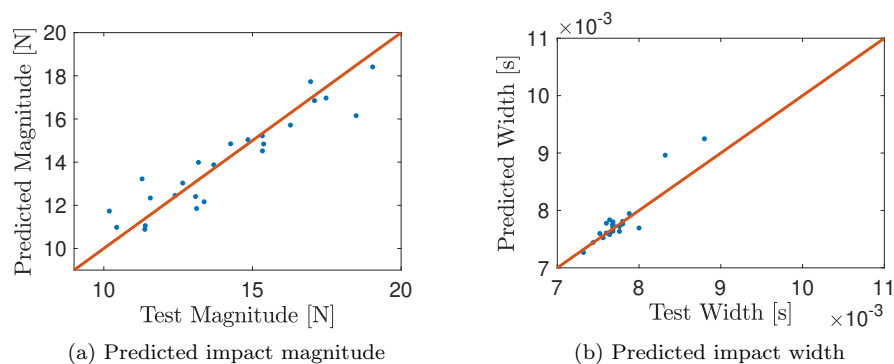 20
18
16
14
12
10
Predicted Magnitude [N]
10 15 20
Test Magnitude [N]
(a) Predicted impact magnitude
×10⁻³
11
10
9
8
7
Predicted Width [s]
7 8 9 10 11
Test Width [s] ×10⁻³
(b) Predicted impact width